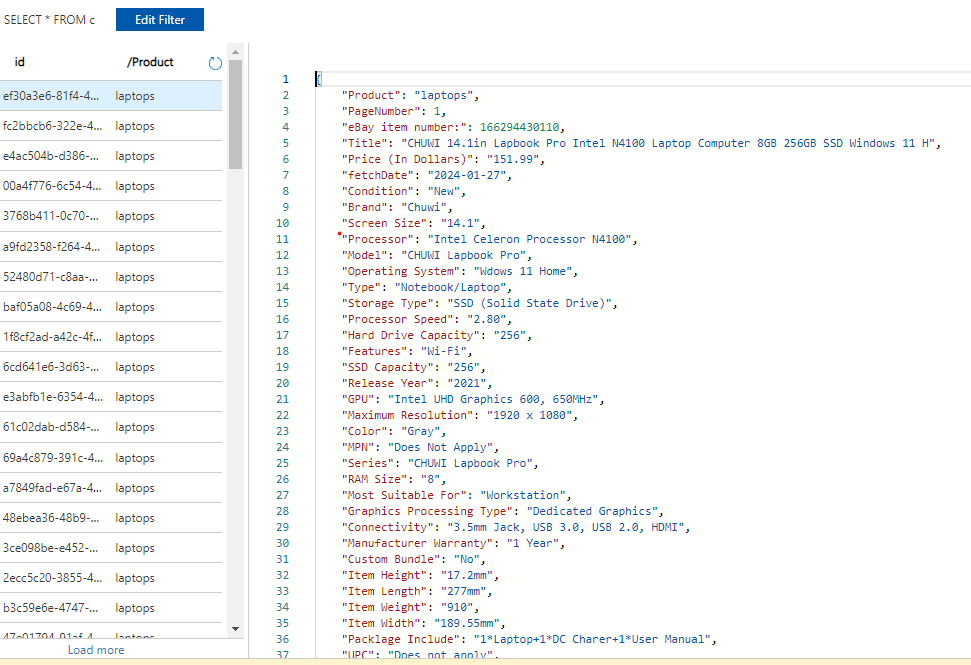 SELECT * FROM c
Edit Filter
id /Product
ef30a3e6-81f4-4... laptops
fc2bbcb6-322e-4... laptops
e4ac504b-d386-... laptops
00a4f776-6c54-4... laptops
3768b411-0c70-... laptops
a9fd2358-f264-4... laptops
52480d71-c8aa-... laptops
baf05a08-4c69-4... laptops
1f8cf2ad-a42c-4f... laptops
6cd641e6-3d63-... laptops
e3abfb1e-6354-4... laptops
61c02dab-d584-... laptops
69a4c879-391c-4... laptops
a7849fad-e67a-4... laptops
48ebea36-48b9-... laptops
3ce098be-e452-... laptops
2ecc5c20-3855-4... laptops
b3c59e6e-4747-... laptops
47c01794-91af-4... laptops
Load more
1 {
2 "Product": "laptops",
3 "PageNumber": 1,
4 "eBay item number:": 166294430110,
5 "Title": "CHUWI 14.1in Lapbook Pro Intel N4100 Laptop Computer 8GB 256GB SSD Windows 11 H",
6 "Price (In Dollars)": "151.99",
7 "fetchDate": "2024-01-27",
8 "Condition": "New",
9 "Brand": "Chuwi",
10 "Screen Size": "14.1",
11 "Processor": "Intel Celeron Processor N4100",
12 "Model": "CHUWI Lapbook Pro",
13 "Operating System": "Wdows 11 Home",
14 "Type": "Notebook/Laptop",
15 "Storage Type": "SSD (Solid State Drive)",
16 "Processor Speed": "2.80",
17 "Hard Drive Capacity": "256",
18 "Features": "Wi-Fi",
19 "SSD Capacity": "256",
20 "Release Year": "2021",
21 "GPU": "Intel UHD Graphics 600, 650MHz",
22 "Maximum Resolution": "1920 x 1080",
23 "Color": "Gray",
24 "MPN": "Does Not Apply",
25 "Series": "CHUWI Lapbook Pro",
26 "RAM Size": "8",
27 "Most Suitable For": "Workstation",
28 "Graphics Processing Type": "Dedicated Graphics",
29 "Connectivity": "3.5mm Jack, USB 3.0, USB 2.0, HDMI",
30 "Manufacturer Warranty": "1 Year",
31 "Custom Bundle": "No",
32 "Item Height": "17.2mm",
33 "Item Length": "277mm",
34 "Item Weight": "910",
35 "Item Width": "189.55mm",
36 "Packlage Include": "1*Laptop+1*DC Charer+1*User Manual",
37 "UPC": "Does not apply",